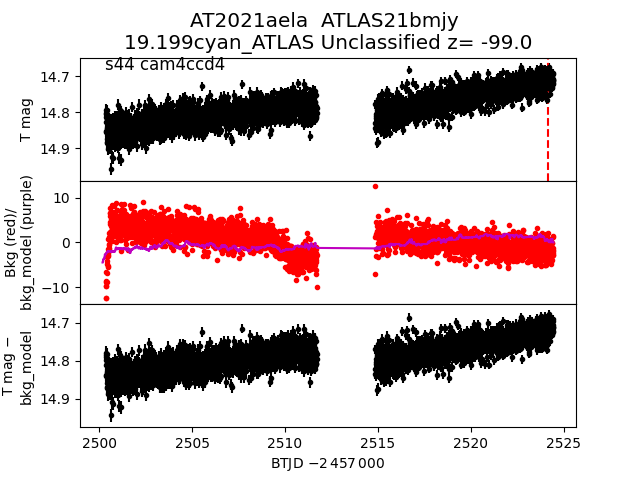 AT2021aela  ATLAS21bmjy
19.199cyan_ATLAS Unclassified z= -99.0
s44 cam4ccd4
T mag
14.7
14.8
14.9
Bkg (red)/
bkg_model (purple)
10
0
−10
T mag −
bkg_model
14.7
14.8
14.9
2500
2505
2510
2515
2520
2525
BTJD −2 457 000